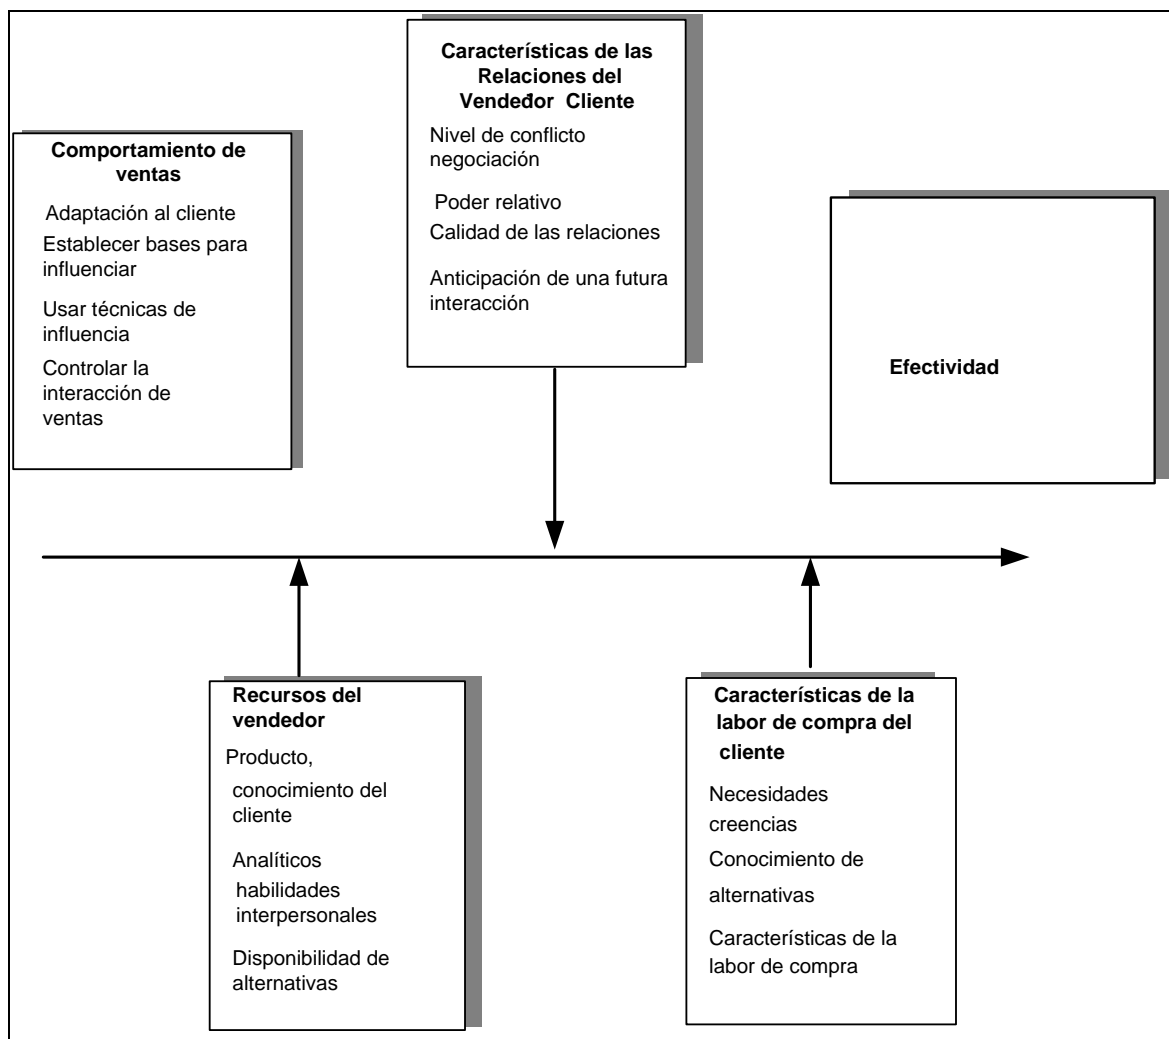 Características de las
Relaciones del
Vendedor Cliente
Nivel de conflicto
negociación
Poder relativo
Calidad de las relaciones
Anticipación de una futura
interacción
Comportamiento de
ventas
Adaptación al cliente
Establecer bases para
influenciar
Usar técnicas de
influencia
Controlar la
interacción de
ventas
Efectividad
Recursos del
vendedor
Producto,
conocimiento del
cliente
Analíticos
habilidades
interpersonales
Disponibilidad de
alternativas
Características de la
labor de compra del
cliente
Necesidades
creencias
Conocimiento de
alternativas
Características de la
labor de compra